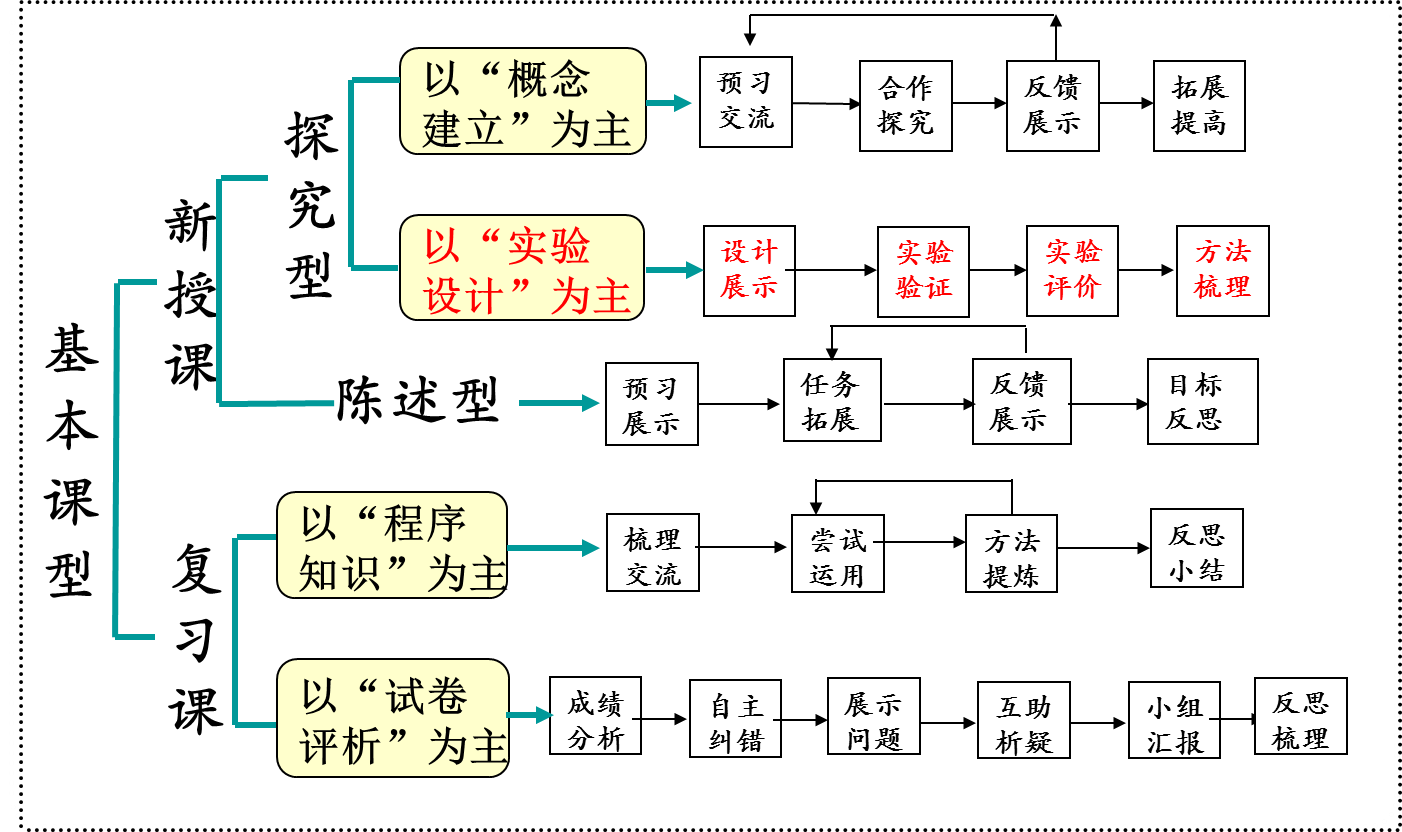 基本课型
新授课
探究型
以“概念
建立”为主
预习
交流
合作
探究
反馈
展示
拓展
提高
以“实验
设计”为主
设计
展示
实验
验证
实验
评价
方法
梳理
陈述型
预习
展示
任务
拓展
反馈
展示
目标
反思
复习课
以“程序
知识”为主
梳理
交流
尝试
运用
方法
提炼
反思
小结
以“试卷
评析”为主
成绩
分析
自主
纠错
展示
问题
互助
析疑
小组
汇报
反思
梳理